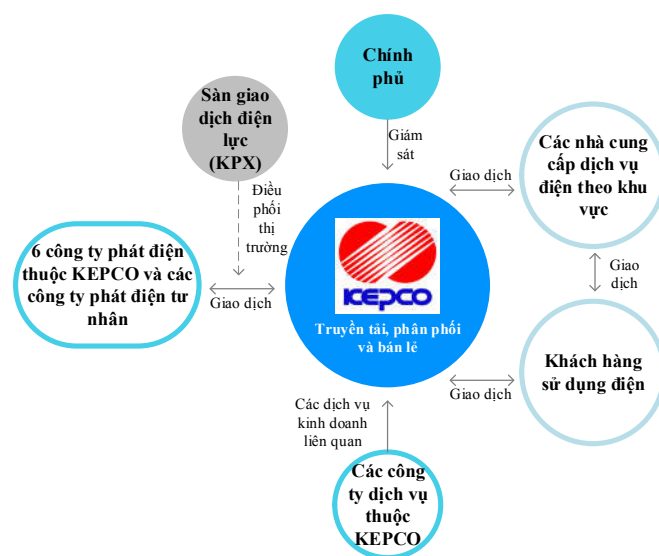 Chính
phủ
Sàn giao
dịch điện
lực
(KPX)
Giám
sát
Các nhà cung
cấp dịch vụ
điện theo khu
vực
Giao dịch
Điều
phối
thị
trường
6 công ty phát điện
thuộc KEPCO và các
công ty phát điện tư
nhân
Giao dịch
KEPCO
Truyền tải, phân phối
và bán lẻ
Giao
dịch
Khách hàng
sử dụng điện
Giao dịch
Các dịch vụ
kinh doanh
liên quan
Các công
ty dịch vụ
thuộc
KEPCO